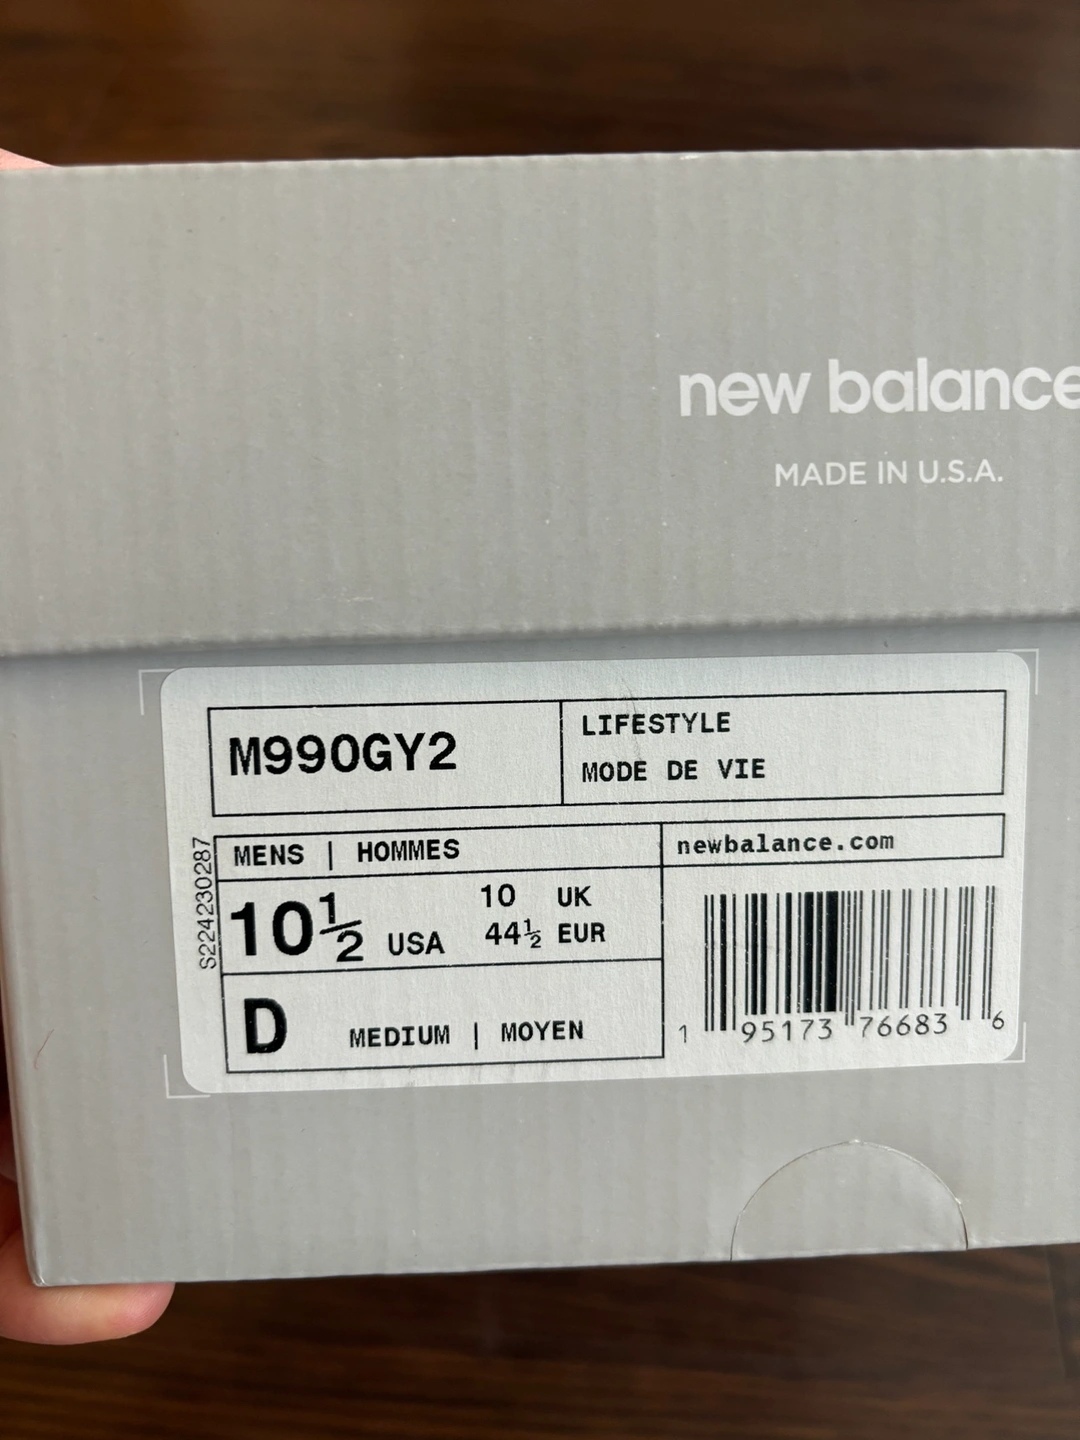 new balance
MADE IN U.S.A.
M990GY2
LIFESTYLE
MODE DE VIE
S224230287
MENS | HOMMES
newbalance.com
10½ USA
10 UK
44½ EUR
D MEDIUM | MOYEN
1 95173 76683 6